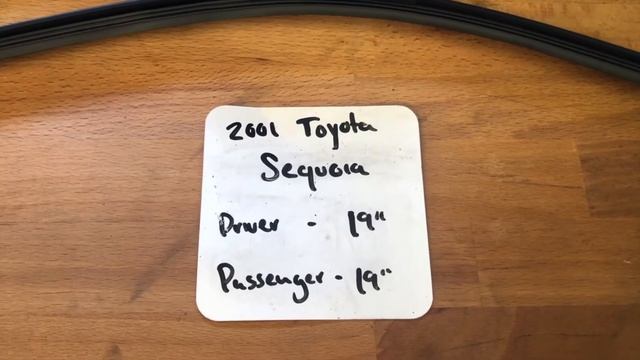 2001 Toyota
Sequoia
Driver - 19"
Passenger - 19"